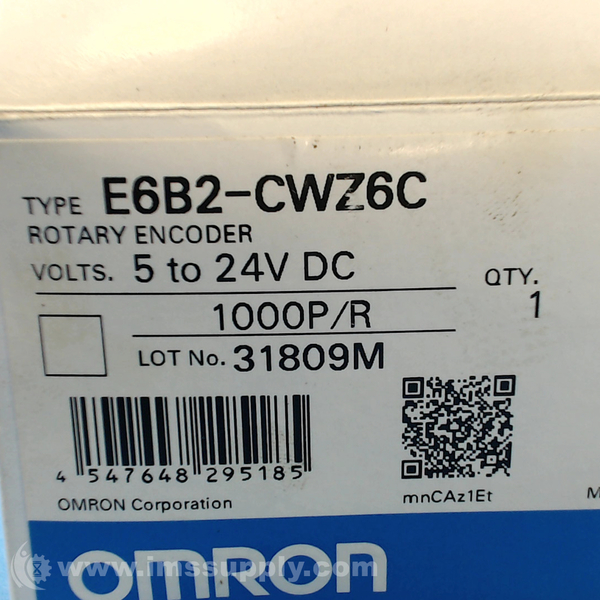 TYPE E6B2-CWZ6C
ROTARY ENCODER
VOLTS. 5 to 24V DC
QTY.
1000P/R
1
LOT No. 31809M
4 547648 295185
mnCAz1Et
OMRON Corporation
M
OMRON
www.imssupply.com